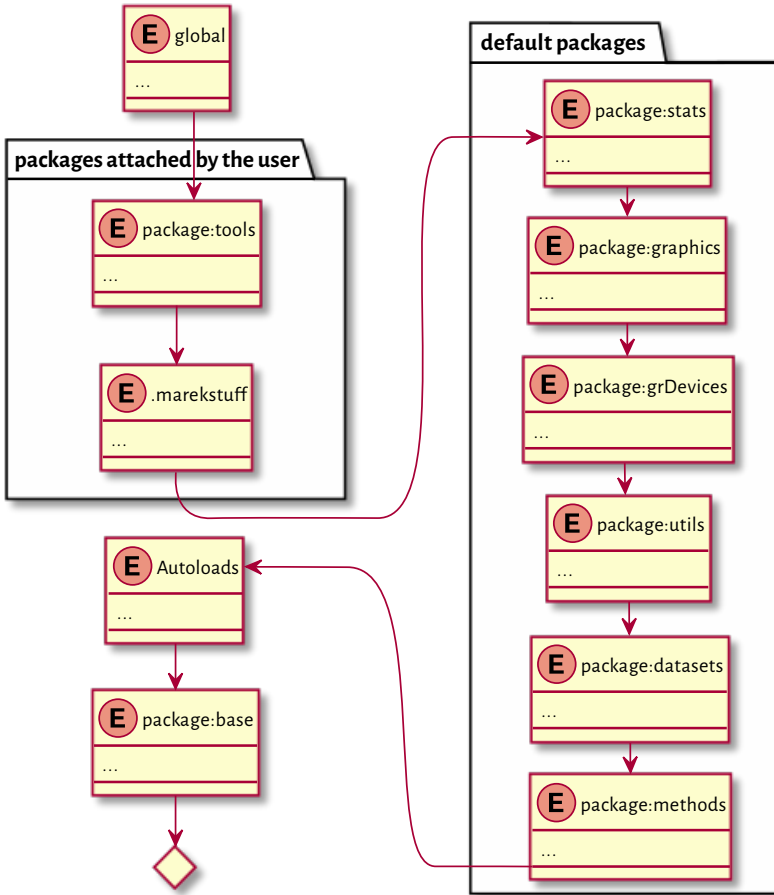 E global
...
packages attached by the user
E package:tools
...
E .marekstuff
...
default packages
E package:stats
...
E package:graphics
...
E package:grDevices
...
E package:utils
...
E package:datasets
...
E package:methods
...
E Autoloads
...
E package:base
...